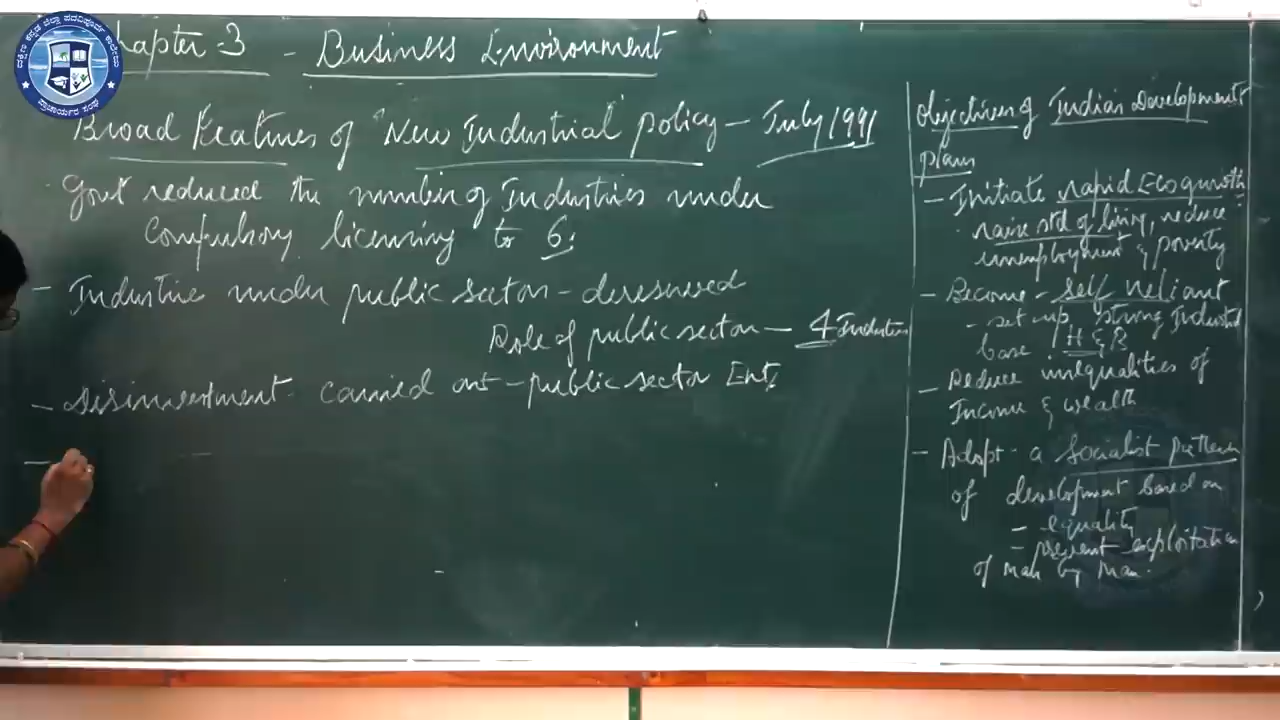 Chapter-3 - Business Environment
Broad Features of "New Industrial" policy - July 1991
- Govt reduced the number of Industries under
Compulsory licensing to 6:
- Industries under public sector - dereserved
Role of public sector - 4 Industries
- disinvestment - carried out - public sector Ent:
-
Objectives of Indian Development
plans
- Initiate rapid Eco growth
raise std of living, reduce
unemployment & poverty
- Become - self reliant
- set up strong Industrial
base
- Reduce inequalities of
Income & wealth
- Adopt - a socialist pattern
of development based on
- equality
- prevent exploitation
of man by man.